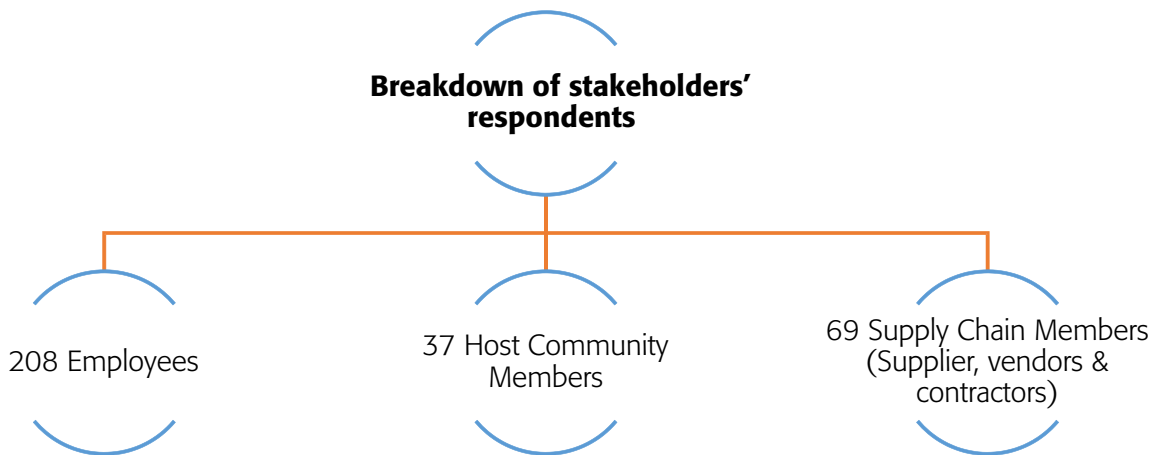 Breakdown of stakeholders’
respondents
208 Employees
37 Host Community
Members
69 Supply Chain Members
(Supplier, vendors &
contractors)